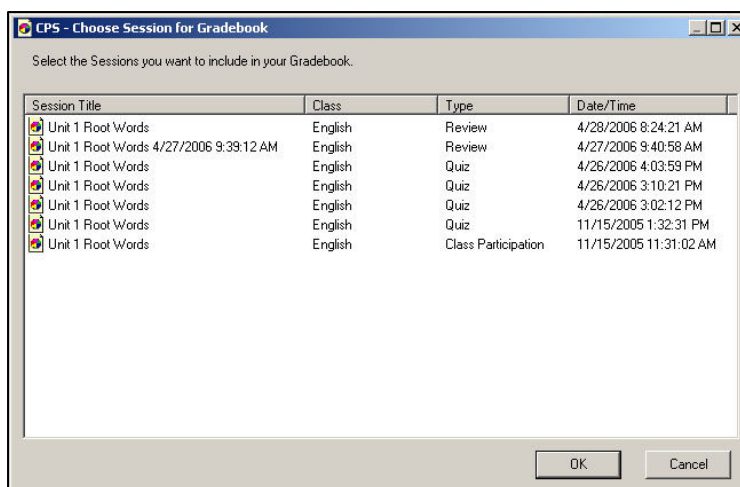 CPS - Choose Session for Gradebook
Select the Sessions you want to include in your Gradebook.
Session Title Class Type Date/Time
Unit 1 Root Words English Review 4/28/2006 8:24:21 AM
Unit 1 Root Words 4/27/2006 9:39:12 AM English Review 4/27/2006 9:40:58 AM
Unit 1 Root Words English Quiz 4/26/2006 4:03:59 PM
Unit 1 Root Words English Quiz 4/26/2006 3:10:21 PM
Unit 1 Root Words English Quiz 4/26/2006 3:02:12 PM
Unit 1 Root Words English Quiz 11/15/2005 1:32:31 PM
Unit 1 Root Words English Class Participation 11/15/2005 11:31:02 AM
OK Cancel